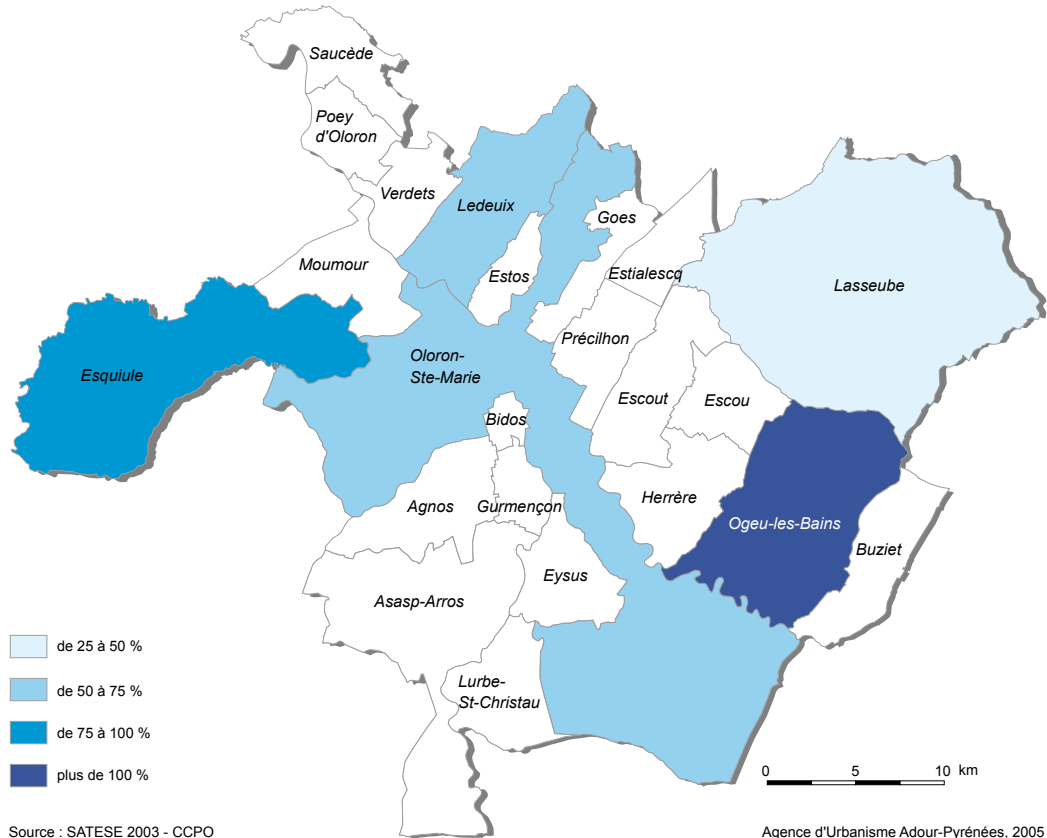 Saucède
Poey
d'Oloron
Verdets
Ledeuix
Goes
Moumour
Estos
Estialescq
Lasseube
Esquiule
Oloron-
Ste-Marie
Précilhon
Escout
Escou
Bidos
Agnos
Gurmençon
Herrère
Ogeu-les-Bains
Buziet
Eysus
Asasp-Arros
Lurbe-
St-Christau
de 25 à 50 %
de 50 à 75 %
de 75 à 100 %
plus de 100 %
0 5 10 km
Source : SATESE 2003 - CCPO
Agence d'Urbanisme Adour-Pyrénées, 2005